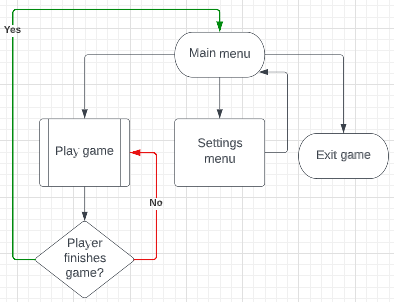 Yes
Main menu
Play game
Settings
menu
Exit game
No
Player
finishes
game?